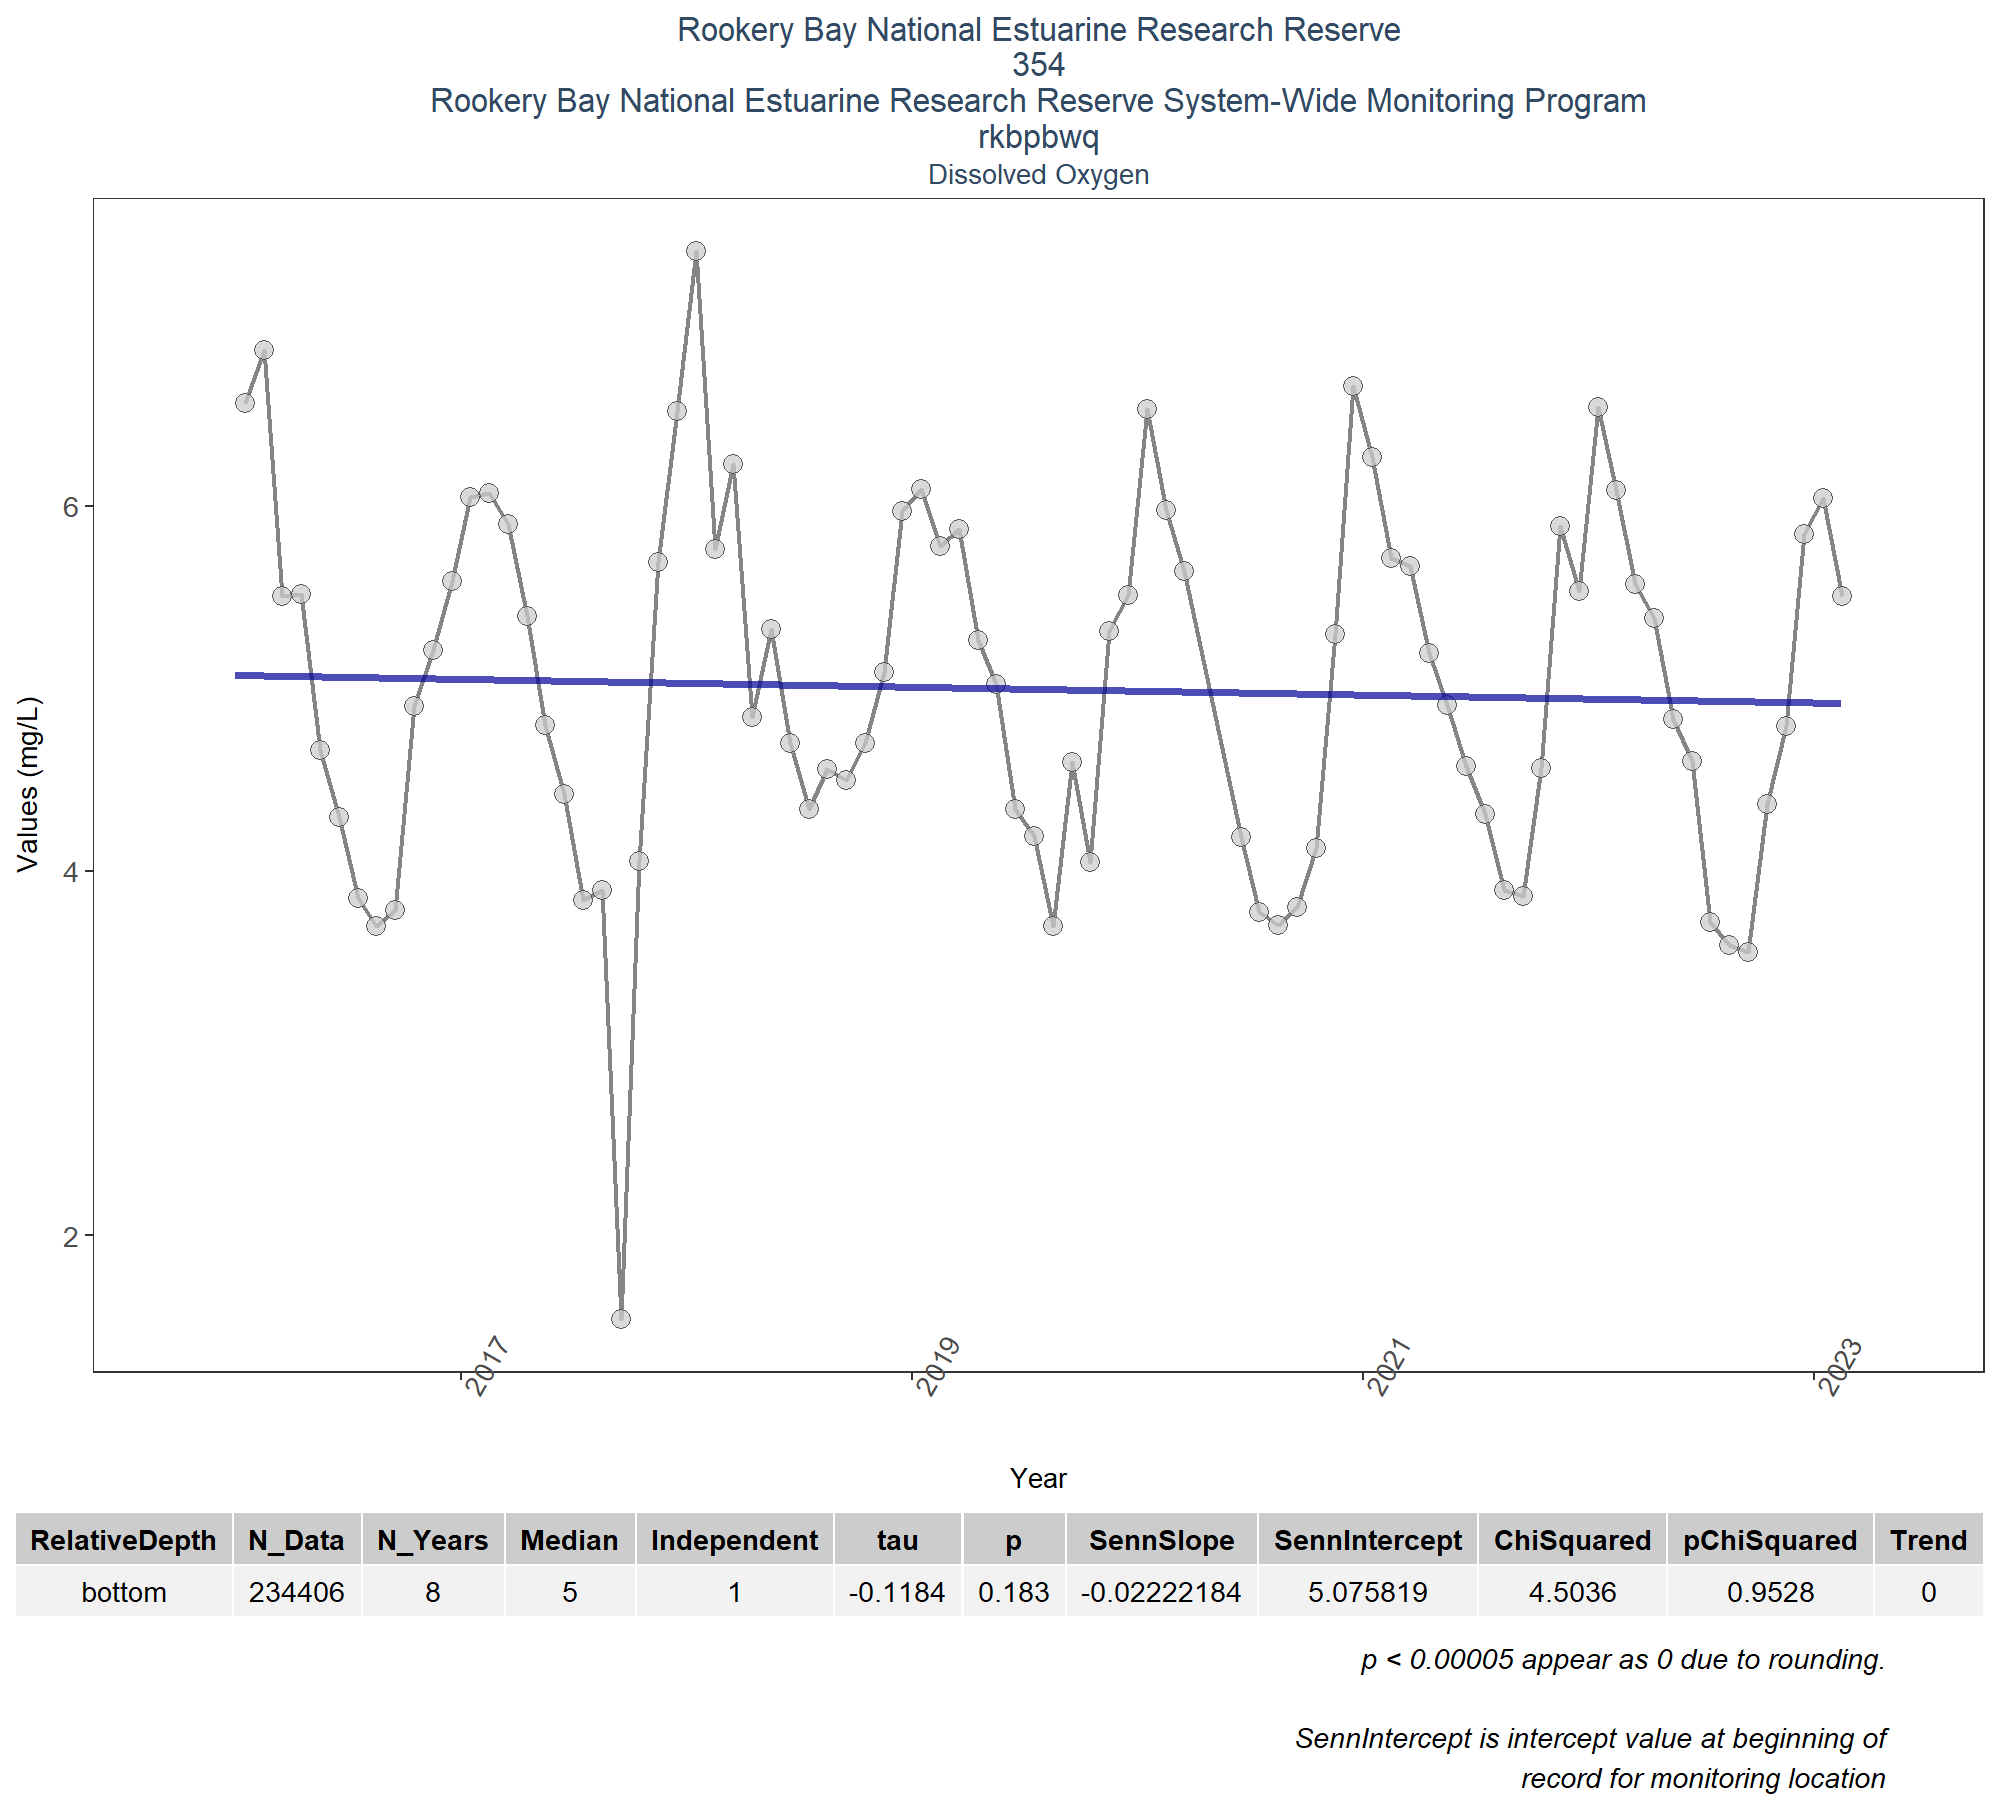 Rookery Bay National Estuarine Research Reserve
354
Rookery Bay National Estuarine Research Reserve System-Wide Monitoring Program
rkbpbwq
Dissolved Oxygen
Values (mg/L)
6
4
2
2017 2019 2021 2023
Year
RelativeDepth N_Data N_Years Median Independent tau p SennSlope SennIntercept ChiSquared pChiSquared Trend
bottom 234406 8 5 1 -0.1184 0.183 -0.02222184 5.075819 4.5036 0.9528 0
p < 0.00005 appear as 0 due to rounding.
SennIntercept is intercept value at beginning of
record for monitoring location